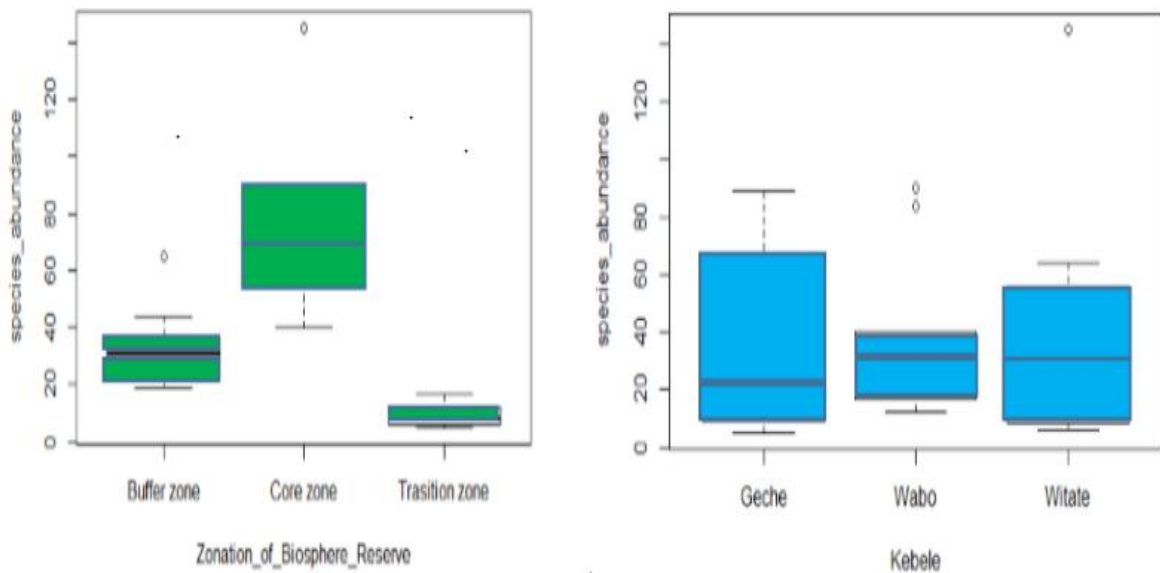 species_abundance
120
80
60
40
20
0
Buffer zone
Core zone
Trasition zone
Zonation_of_Biosphere_Reserve
species_abundance
120
80
60
40
20
0
Geche
Wabo
Witate
Kebele